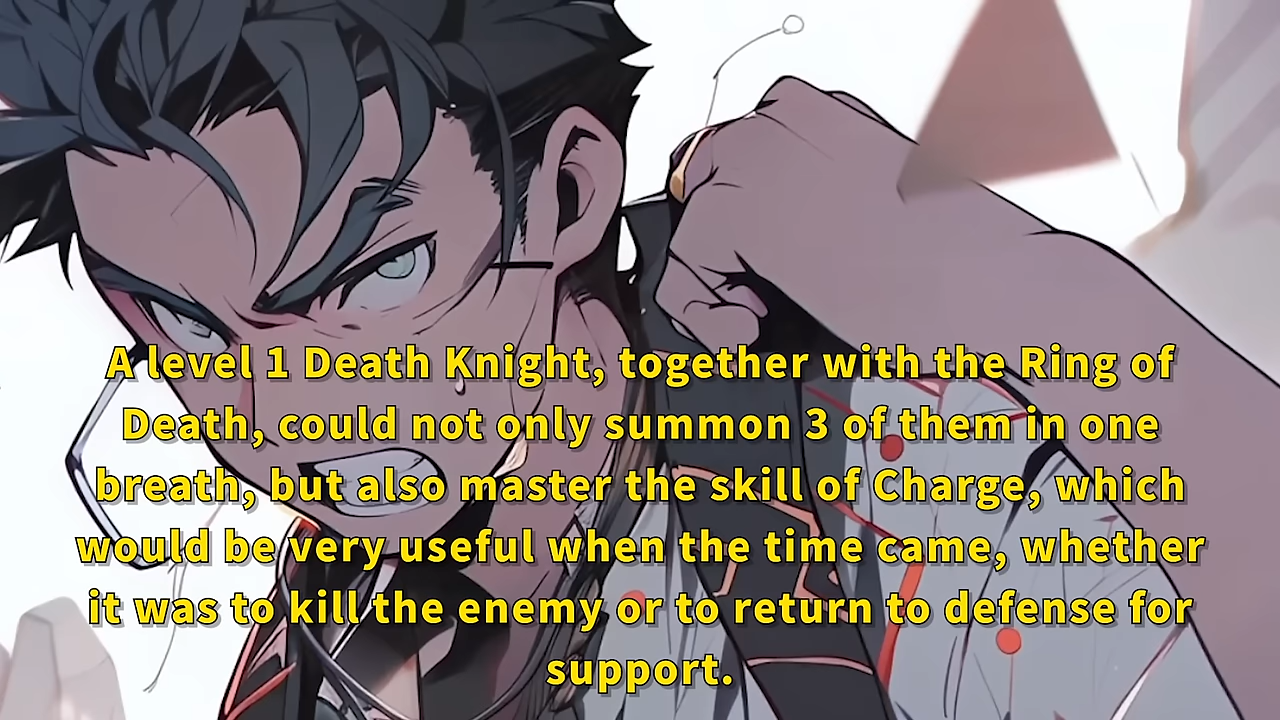 A level 1 Death Knight, together with the Ring of
Death, could not only summon 3 of them in one
breath, but also master the skill of Charge, which
would be very useful when the time came, whether
it was to kill the enemy or to return to defense for
support.